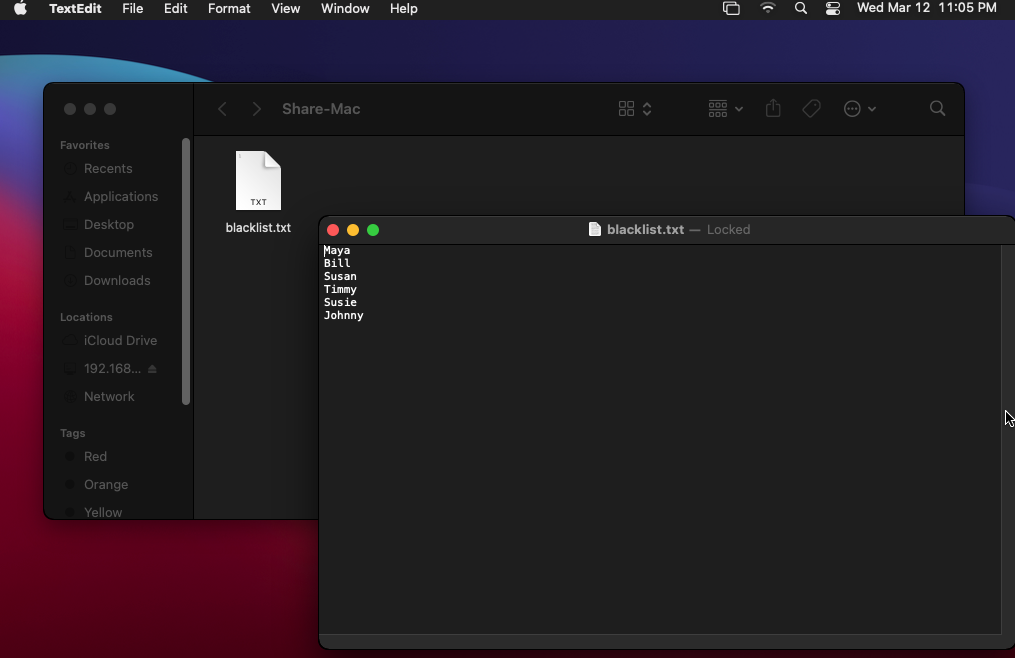 TextEdit File Edit Format View Window Help Wed Mar 12 11:05 PM
Share-Mac
Favorites
Recents
Applications
Desktop
Documents
Downloads
Locations
iCloud Drive
192.168...
Network
Tags
Red
Orange
Yellow
TXT
blacklist.txt
blacklist.txt — Locked
Maya
Bill
Susan
Timmy
Susie
Johnny